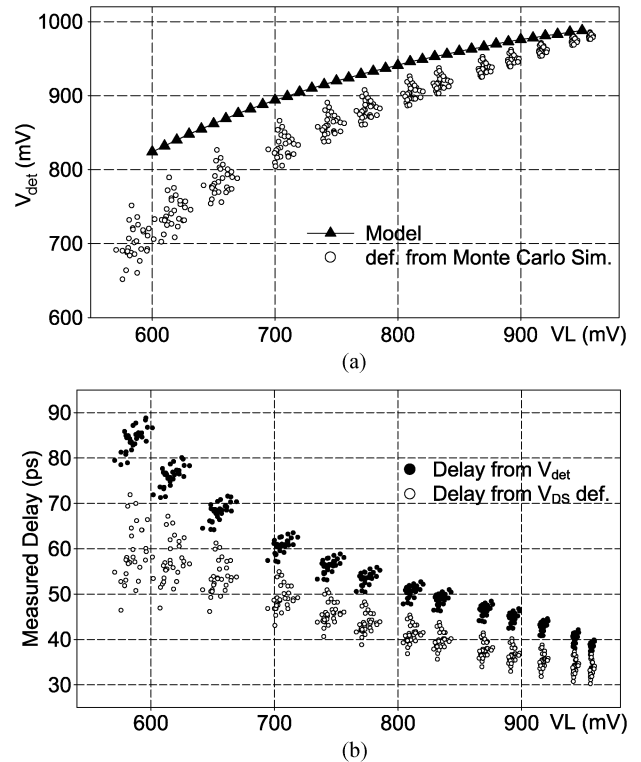 1000
900
800
700
600
V_det (mV)
Model
def. from Monte Carlo Sim.
600 700 800 900 VL (mV)
(a)
90
80
70
60
50
40
30
Measured Delay (ps)
Delay from V_det
Delay from V_DS def.
600 700 800 900 VL (mV)
(b)